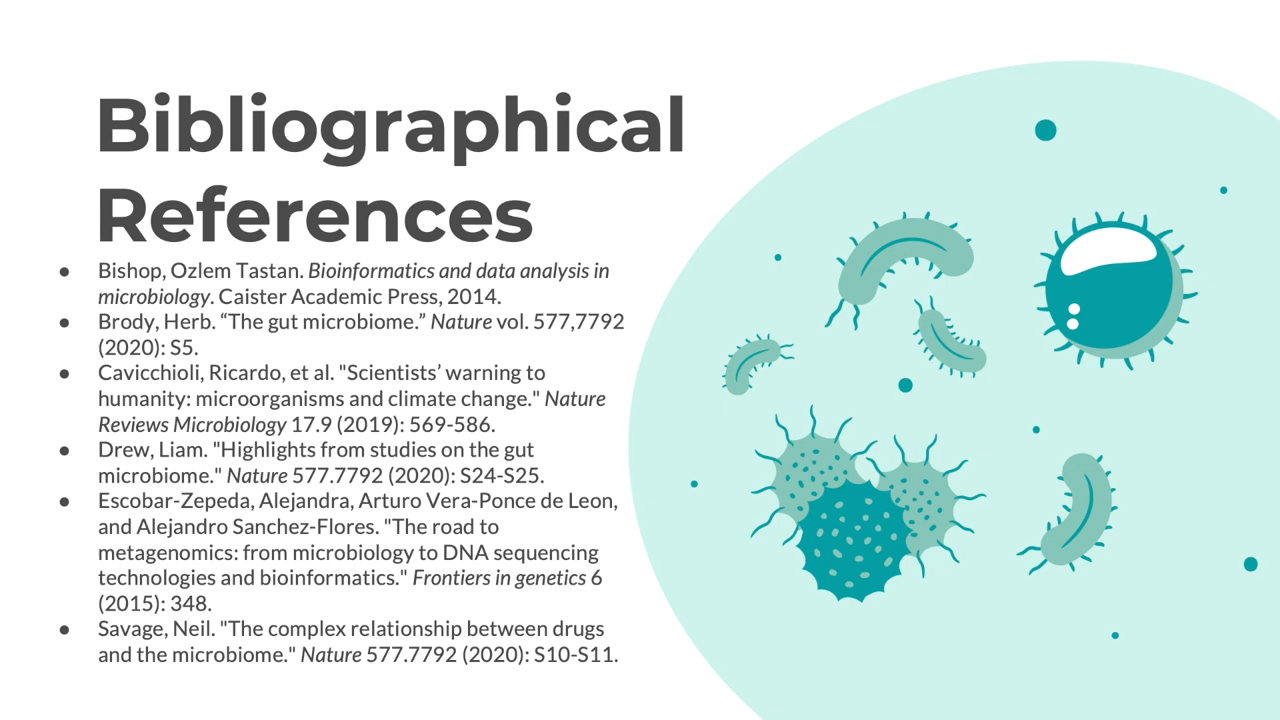 Bibliographical
References
● Bishop, Ozlem Tastan. Bioinformatics and data analysis in
microbiology. Caister Academic Press, 2014.
● Brody, Herb. “The gut microbiome.” Nature vol. 577,7792
(2020): S5.
● Cavicchioli, Ricardo, et al. "Scientists’ warning to
humanity: microorganisms and climate change." Nature
Reviews Microbiology 17.9 (2019): 569-586.
● Drew, Liam. "Highlights from studies on the gut
microbiome." Nature 577.7792 (2020): S24-S25.
● Escobar-Zepeda, Alejandra, Arturo Vera-Ponce de Leon,
and Alejandro Sanchez-Flores. "The road to
metagenomics: from microbiology to DNA sequencing
technologies and bioinformatics." Frontiers in genetics 6
(2015): 348.
● Savage, Neil. "The complex relationship between drugs
and the microbiome." Nature 577.7792 (2020): S10-S11.